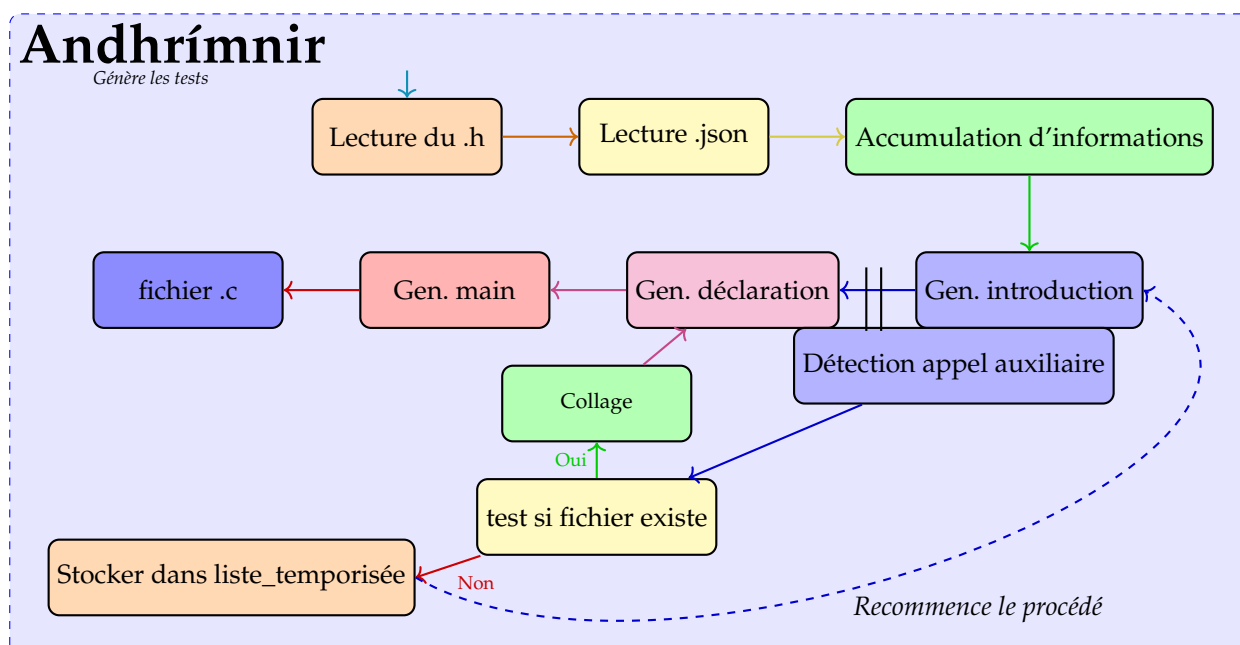 Andhrímnir
Génère les tests
Lecture du .h
Lecture .json
Accumulation d'informations
fichier .c
Gen. main
Gen. déclaration
Gen. introduction
Détection appel auxiliaire
Collage
Oui
test si fichier existe
Stocker dans liste_temporisée
Non
Recommence le procédé